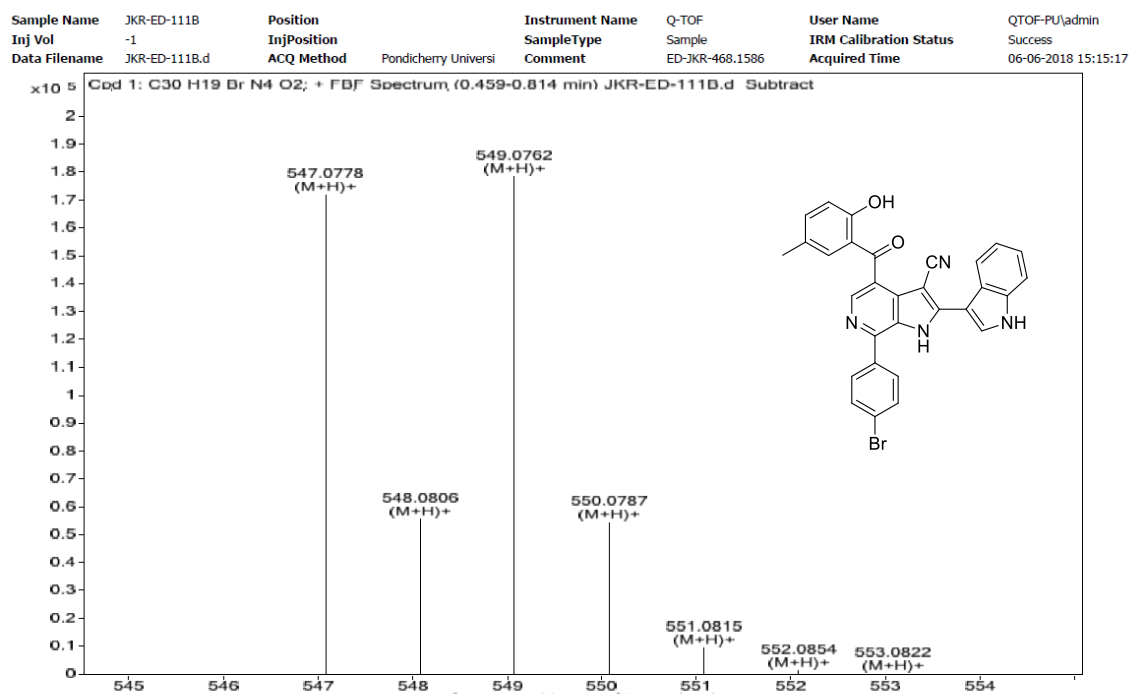 Sample Name JKR-ED-111B Position Instrument Name Q-TOF User Name QTOF-PU\admin
Inj Vol -1 InjPosition SampleType Sample IRM Calibration Status Success
Data Filename JKR-ED-111B.d ACQ Method Pondicherry Universi Comment ED-JKR-468.1586 Acquired Time 06-06-2018 15:15:17
x10 5 Cpd 1: C30 H19 Br N4 O2; + FBF Spectrum (0.459-0.814 min) JKR-ED-111B.d Subtract
2
1.9
1.8
1.7
1.6
1.5
1.4
1.3
1.2
1.1
1
0.9
0.8
0.7
0.6
0.5
0.4
0.3
0.2
0.1
0
547.0778
(M+H)+
548.0806
(M+H)+
549.0762
(M+H)+
550.0787
(M+H)+
551.0815
(M+H)+
552.0854
(M+H)+
553.0822
(M+H)+
OH
O
CN
N
N
H
NH
Br
545 546 547 548 549 550 551 552 553 554